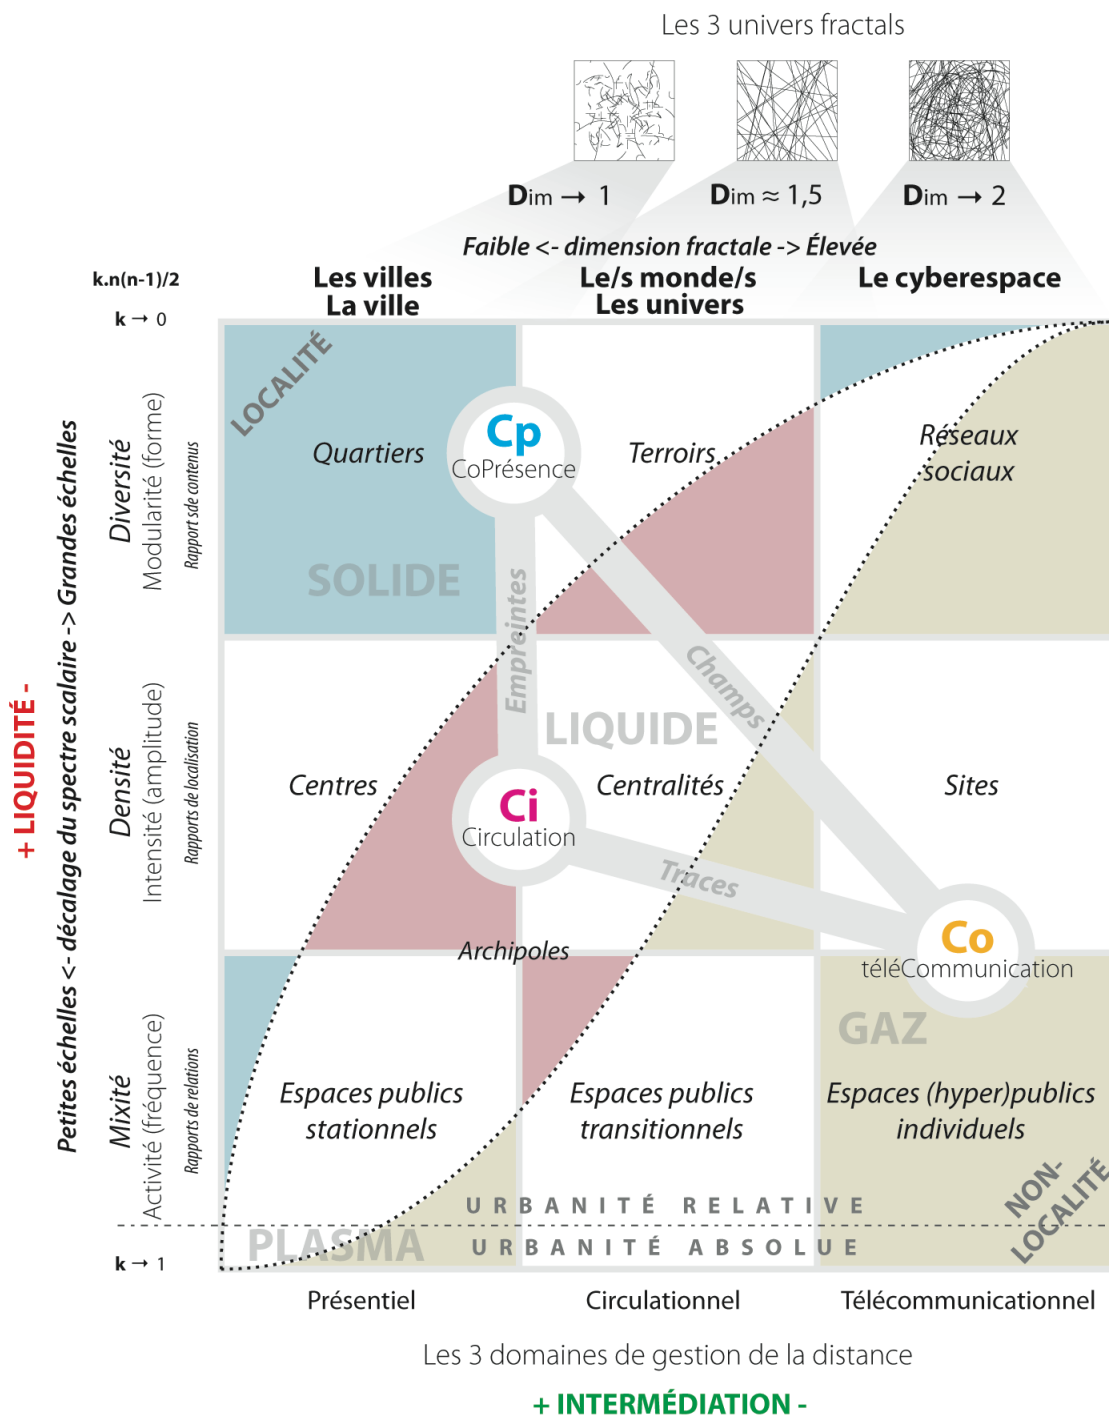 Les 3 univers fractals
Dim → 1
Dim ≈ 1,5
Dim → 2
Faible <- dimension fractale -> Élevée
k.n(n-1)/2
Les villes
La ville
Le/s monde/s
Les univers
Le cyberespace
k → 0
LOCALITÉ
Quartiers
Cp
CoPrésence
Terroirs
Réseaux
sociaux
SOLIDE
Empreintes
Champs
Diversité
Modularité (forme)
Rapport sde contenus
+ LIQUIDITÉ -
Petites échelles <- décalage du spectre scalaire -> Grandes échelles
Densité
Intensité (amplitude)
Rapports de localisation
LIQUIDE
Centres
Ci
Circulation
Centralités
Sites
Traces
Archipoles
Co
téléCommunication
GAZ
Mixité
Activité (fréquence)
Rapports de relations
Espaces publics
stationnels
Espaces publics
transitionnels
Espaces (hyper)publics
individuels
NON-
LOCALITÉ
URBANITÉ RELATIVE
PLASMA
URBANITÉ ABSOLUE
k → 1
Présentiel
Circulationnel
Télécommunicationnel
Les 3 domaines de gestion de la distance
+ INTERMÉDIATION -